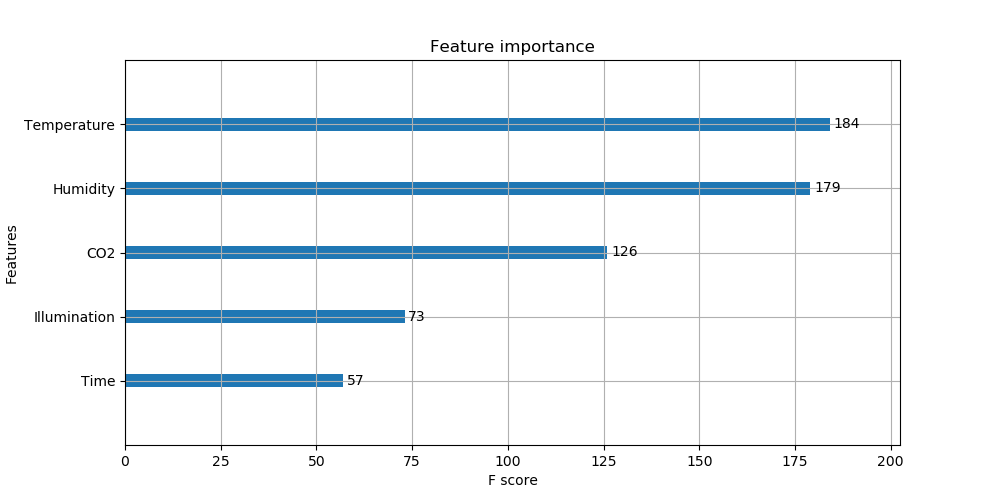 Feature importance
Temperature
184
Humidity
179
CO2
126
Illumination
73
Time
57
0 25 50 75 100 125 150 175 200
F score
Features